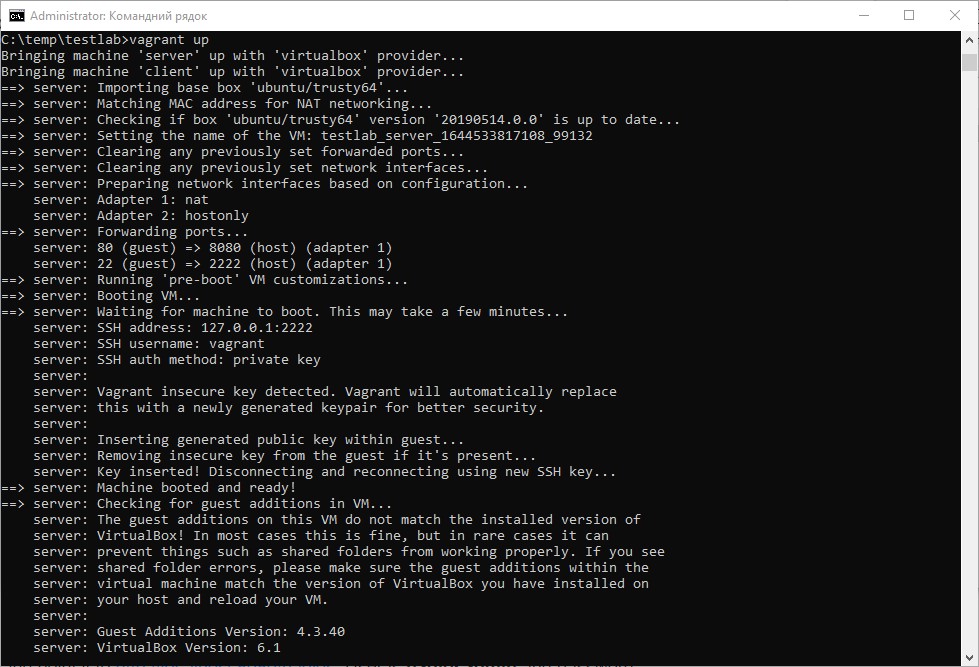 Administrator: Командний рядок
C:\temp\testlab>vagrant up
Bringing machine 'server' up with 'virtualbox' provider...
Bringing machine 'client' up with 'virtualbox' provider...
==> server: Importing base box 'ubuntu/trusty64'...
==> server: Matching MAC address for NAT networking...
==> server: Checking if box 'ubuntu/trusty64' version '20190514.0.0' is up to date...
==> server: Setting the name of the VM: testlab_server_1644533817108_99132
==> server: Clearing any previously set forwarded ports...
==> server: Clearing any previously set network interfaces...
==> server: Preparing network interfaces based on configuration...
    server: Adapter 1: nat
    server: Adapter 2: hostonly
==> server: Forwarding ports...
    server: 80 (guest) => 8080 (host) (adapter 1)
    server: 22 (guest) => 2222 (host) (adapter 1)
==> server: Running 'pre-boot' VM customizations...
==> server: Booting VM...
==> server: Waiting for machine to boot. This may take a few minutes...
    server: SSH address: 127.0.0.1:2222
    server: SSH username: vagrant
    server: SSH auth method: private key
    server:
    server: Vagrant insecure key detected. Vagrant will automatically replace
    server: this with a newly generated keypair for better security.
    server:
    server: Inserting generated public key within guest...
    server: Removing insecure key from the guest if it's present...
    server: Key inserted! Disconnecting and reconnecting using new SSH key...
==> server: Machine booted and ready!
==> server: Checking for guest additions in VM...
    server: The guest additions on this VM do not match the installed version of
    server: VirtualBox! In most cases this is fine, but in rare cases it can
    server: prevent things such as shared folders from working properly. If you see
    server: shared folder errors, please make sure the guest additions within the
    server: virtual machine match the version of VirtualBox you have installed on
    server: your host and reload your VM.
    server:
    server: Guest Additions Version: 4.3.40
    server: VirtualBox Version: 6.1